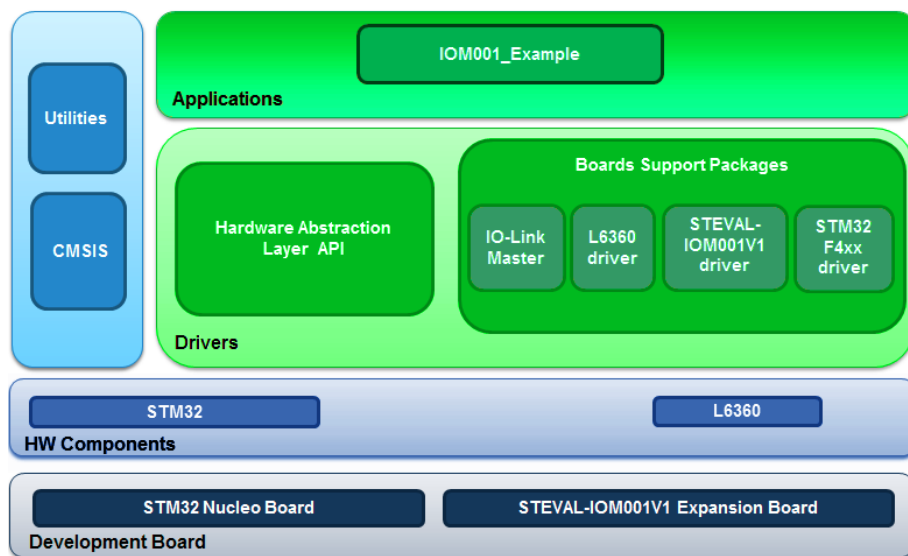 IOM001_Example
Applications
Utilities
CMSIS
Boards Support Packages
Hardware Abstraction
Layer API
IO-Link
Master
L6360
driver
STEVAL-
IOM001V1
driver
STM32
F4xx
driver
Drivers
STM32
L6360
HW Components
STM32 Nucleo Board
STEVAL-IOM001V1 Expansion Board
Development Board